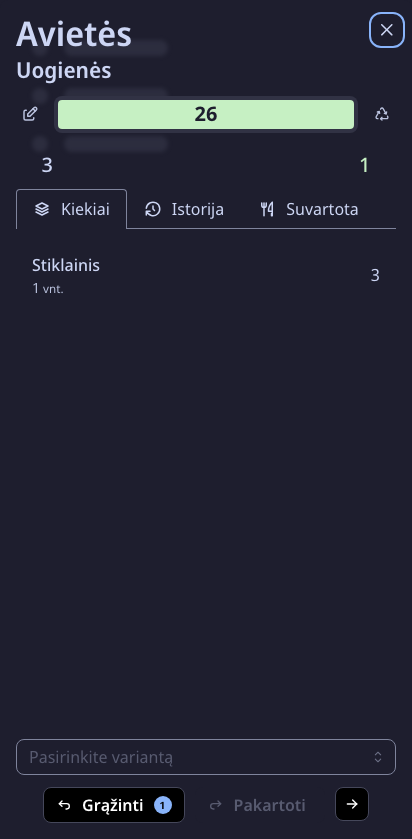 Avietės
Uogienės
26
3 1
Kiekiai Istorija Suvartota
Stiklainis 3
1 vnt.
Pasirinkite variantą
Grąžinti 1 Pakartoti